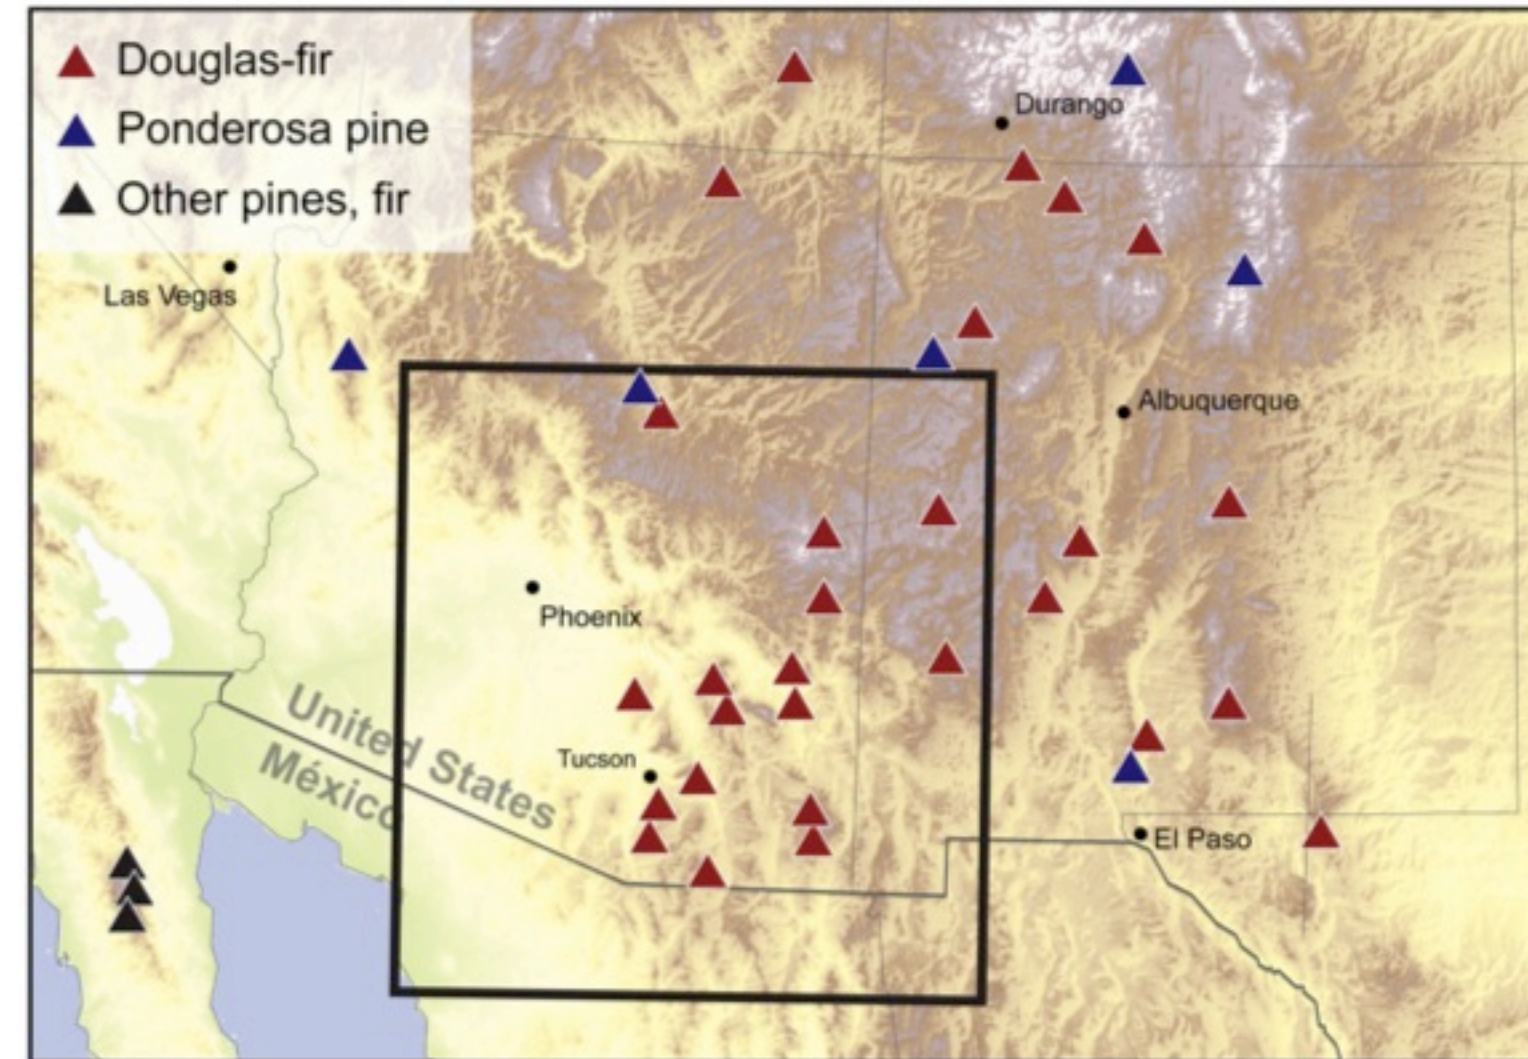 Douglas-fir
Ponderosa pine
Other pines, fir
Durango
Las Vegas
Albuquerque
Phoenix
United States
México
Tucson
El Paso